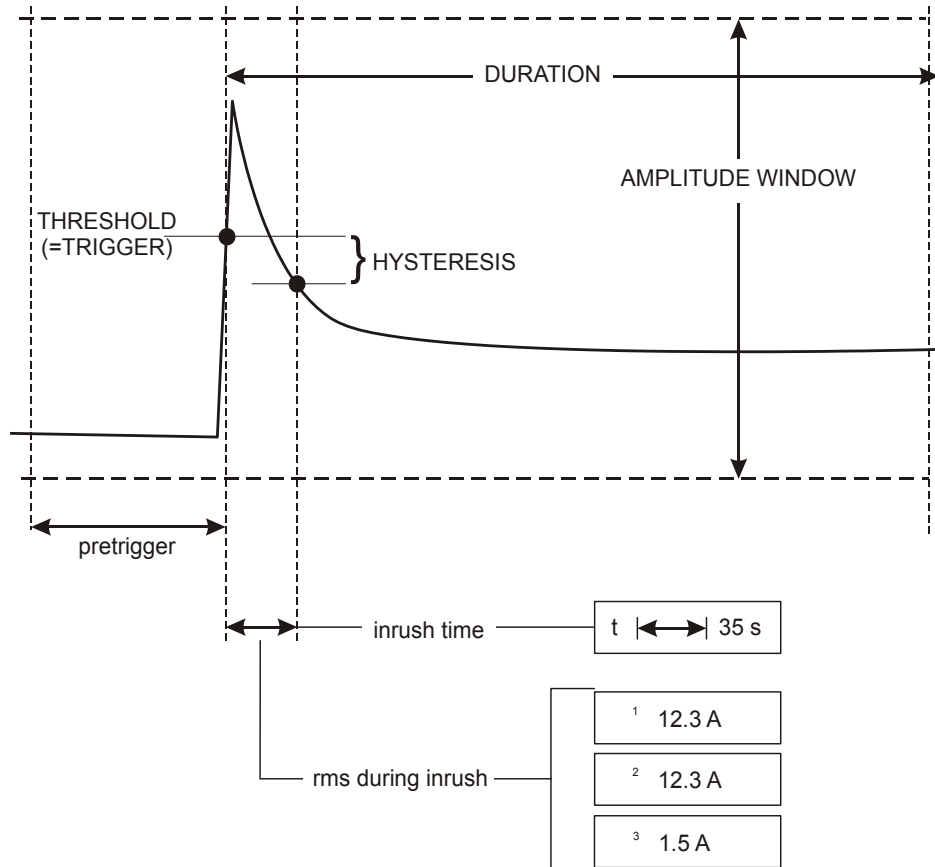 DURATION
AMPLITUDE WINDOW
THRESHOLD
(=TRIGGER)
HYSTERESIS
pretrigger
inrush time
t 35 s
1 12.3 A
rms during inrush
2 12.3 A
3 1.5 A